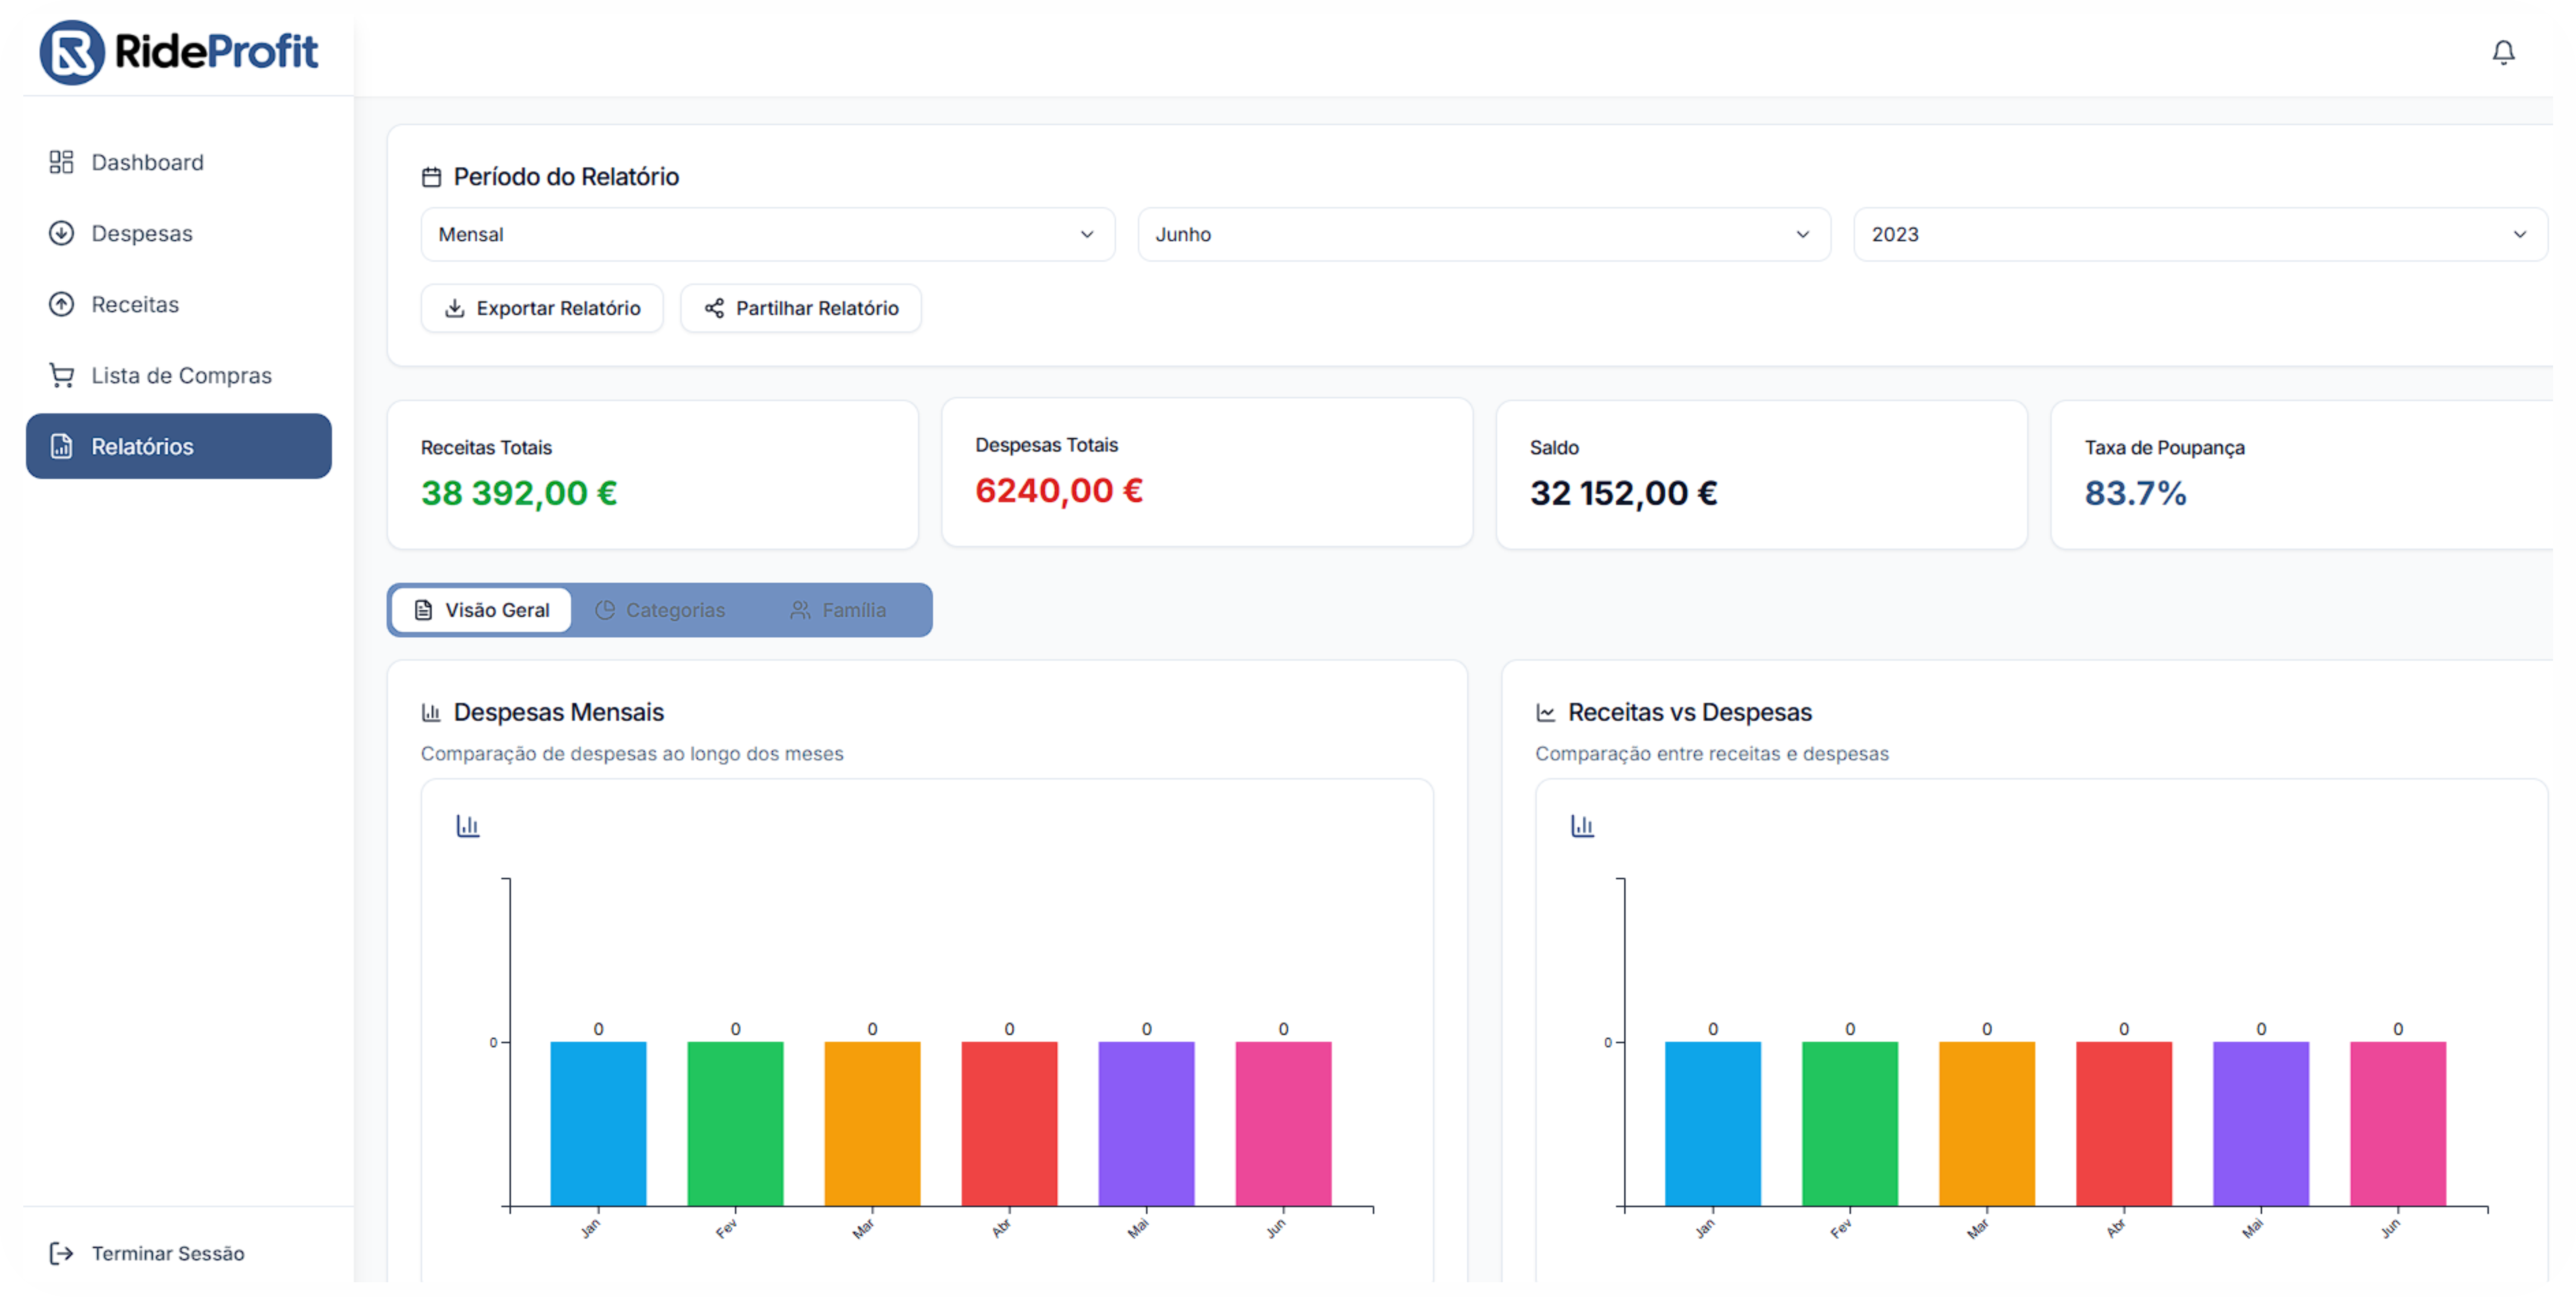 RideProfit
Dashboard
Despesas
Receitas
Lista de Compras
Relatórios
Terminar Sessão
Período do Relatório
Mensal
Junho
2023
Exportar Relatório
Partilhar Relatório
Receitas Totais
38 392,00 €
Despesas Totais
6240,00 €
Saldo
32 152,00 €
Taxa de Poupança
83.7%
Visão Geral
Categorias
Família
Despesas Mensais
Comparação de despesas ao longo dos meses
0 0 0 0 0 0
0
Jan Fev Mar Abr Mai Jun
Receitas vs Despesas
Comparação entre receitas e despesas
0 0 0 0 0 0
0
Jan Fev Mar Abr Mai Jun